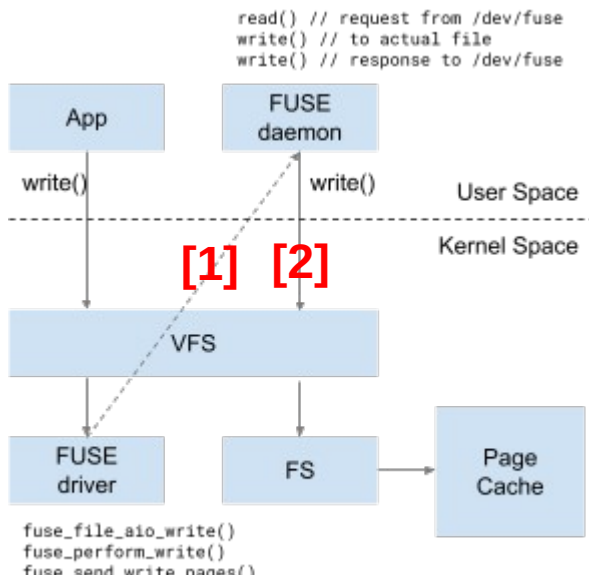 read() // request from /dev/fuse
write() // to actual file
write() // response to /dev/fuse
App
FUSE
daemon
write()
write()
User Space
Kernel Space
[1]
[2]
VFS
FUSE
driver
FS
Page
Cache
fuse_file_aio_write()
fuse_perform_write()
fuse_send_write_pages()